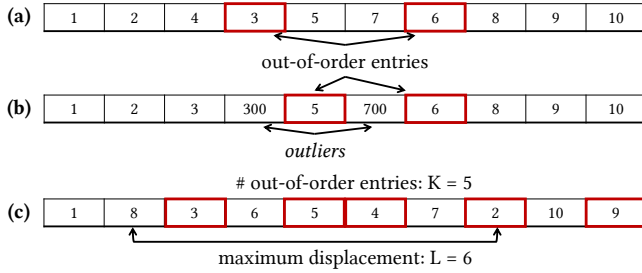 (a) 1 2 4 3 5 7 6 8 9 10
out-of-order entries
(b) 1 2 3 300 5 700 6 8 9 10
outliers
# out-of-order entries: K = 5
(c) 1 8 3 6 5 4 7 2 10 9
maximum displacement: L = 6